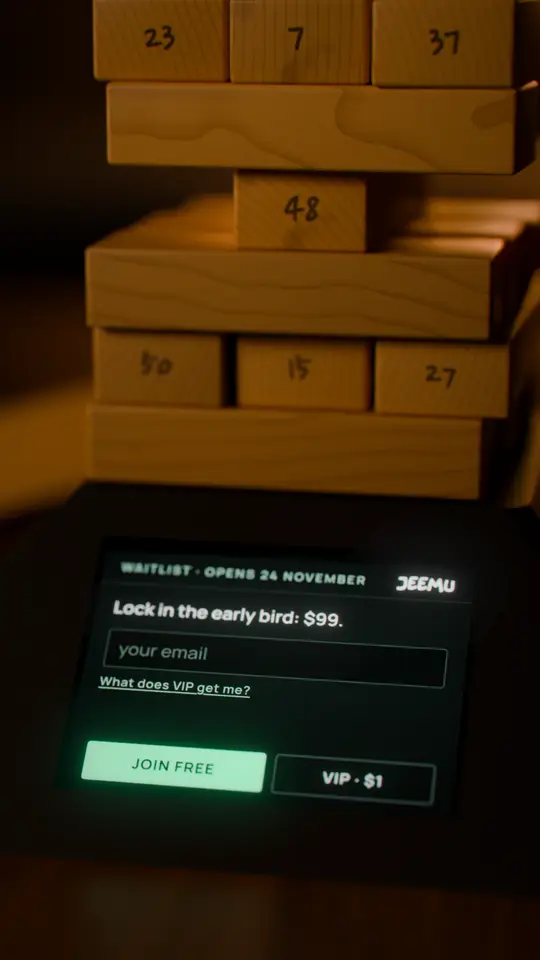 23 7 37
48
50 15 27
WAITLIST · OPENS 24 NOVEMBER JEEMU
Lock in the early bird: $99.
your email
What does VIP get me?
JOIN FREE VIP · $1